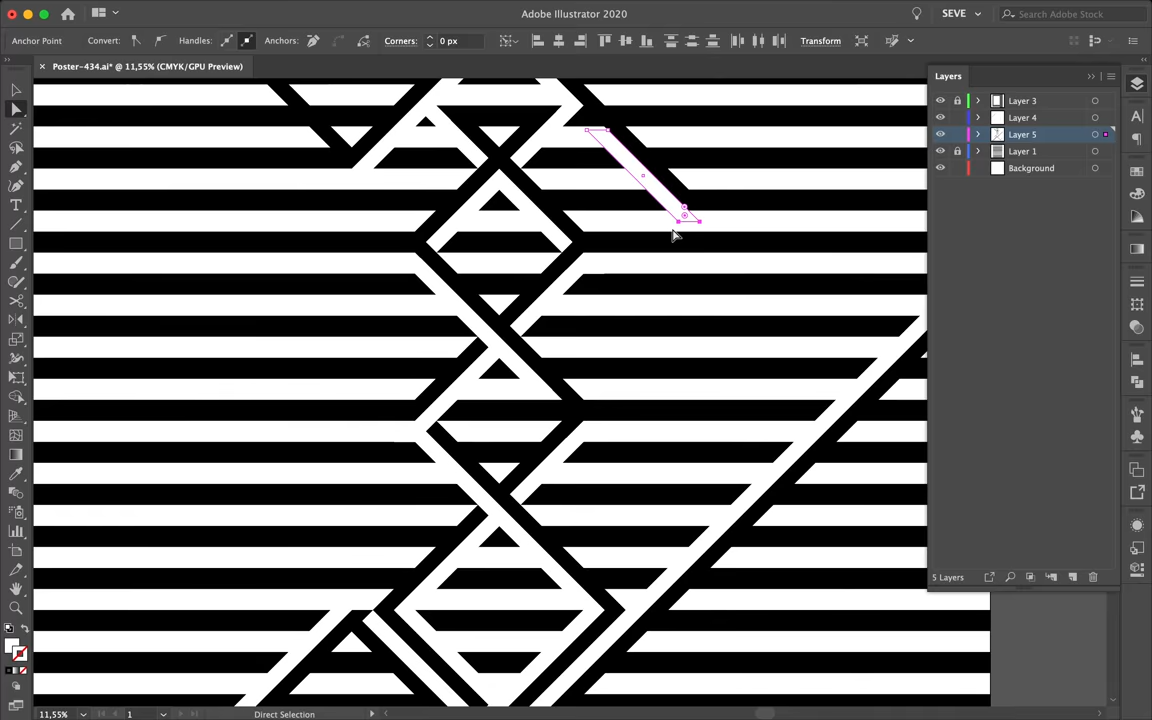 Adobe Illustrator 2020
SEVE
Search Adobe Stock
Anchor Point
Convert:
Handles:
Anchors:
Corners:
0 px
Transform
Poster-434.ai* @ 11,55% (CMYK/GPU Preview)
Layers
Layer 3
Layer 4
Layer 5
Layer 1
Background
5 Layers
11,55%
1
Direct Selection